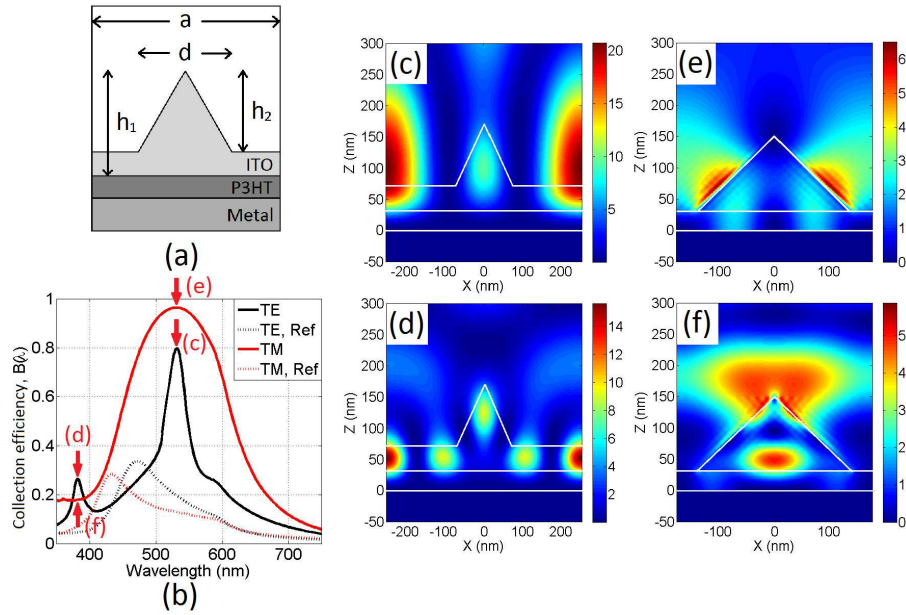 a
d
h1
h2
ITO
P3HT
Metal
(a)
Collection efficiency, B(λ)
1
0.8
0.6
0.4
0.2
0
400
500
600
700
Wavelength (nm)
TE
TE, Ref
TM
TM, Ref
(e)
(c)
(d)
(f)
(b)
(c)
Z (nm)
300
250
200
150
100
50
0
-50
-200
-100
0
100
200
X (nm)
20
15
10
5
0
(e)
Z (nm)
300
250
200
150
100
50
0
-50
-100
0
100
X (nm)
6
5
4
3
2
1
0
(d)
Z (nm)
300
250
200
150
100
50
0
-50
-200
-100
0
100
200
X (nm)
14
12
10
8
6
4
2
0
(f)
Z (nm)
300
250
200
150
100
50
0
-50
-100
0
100
X (nm)
5
4
3
2
1
0